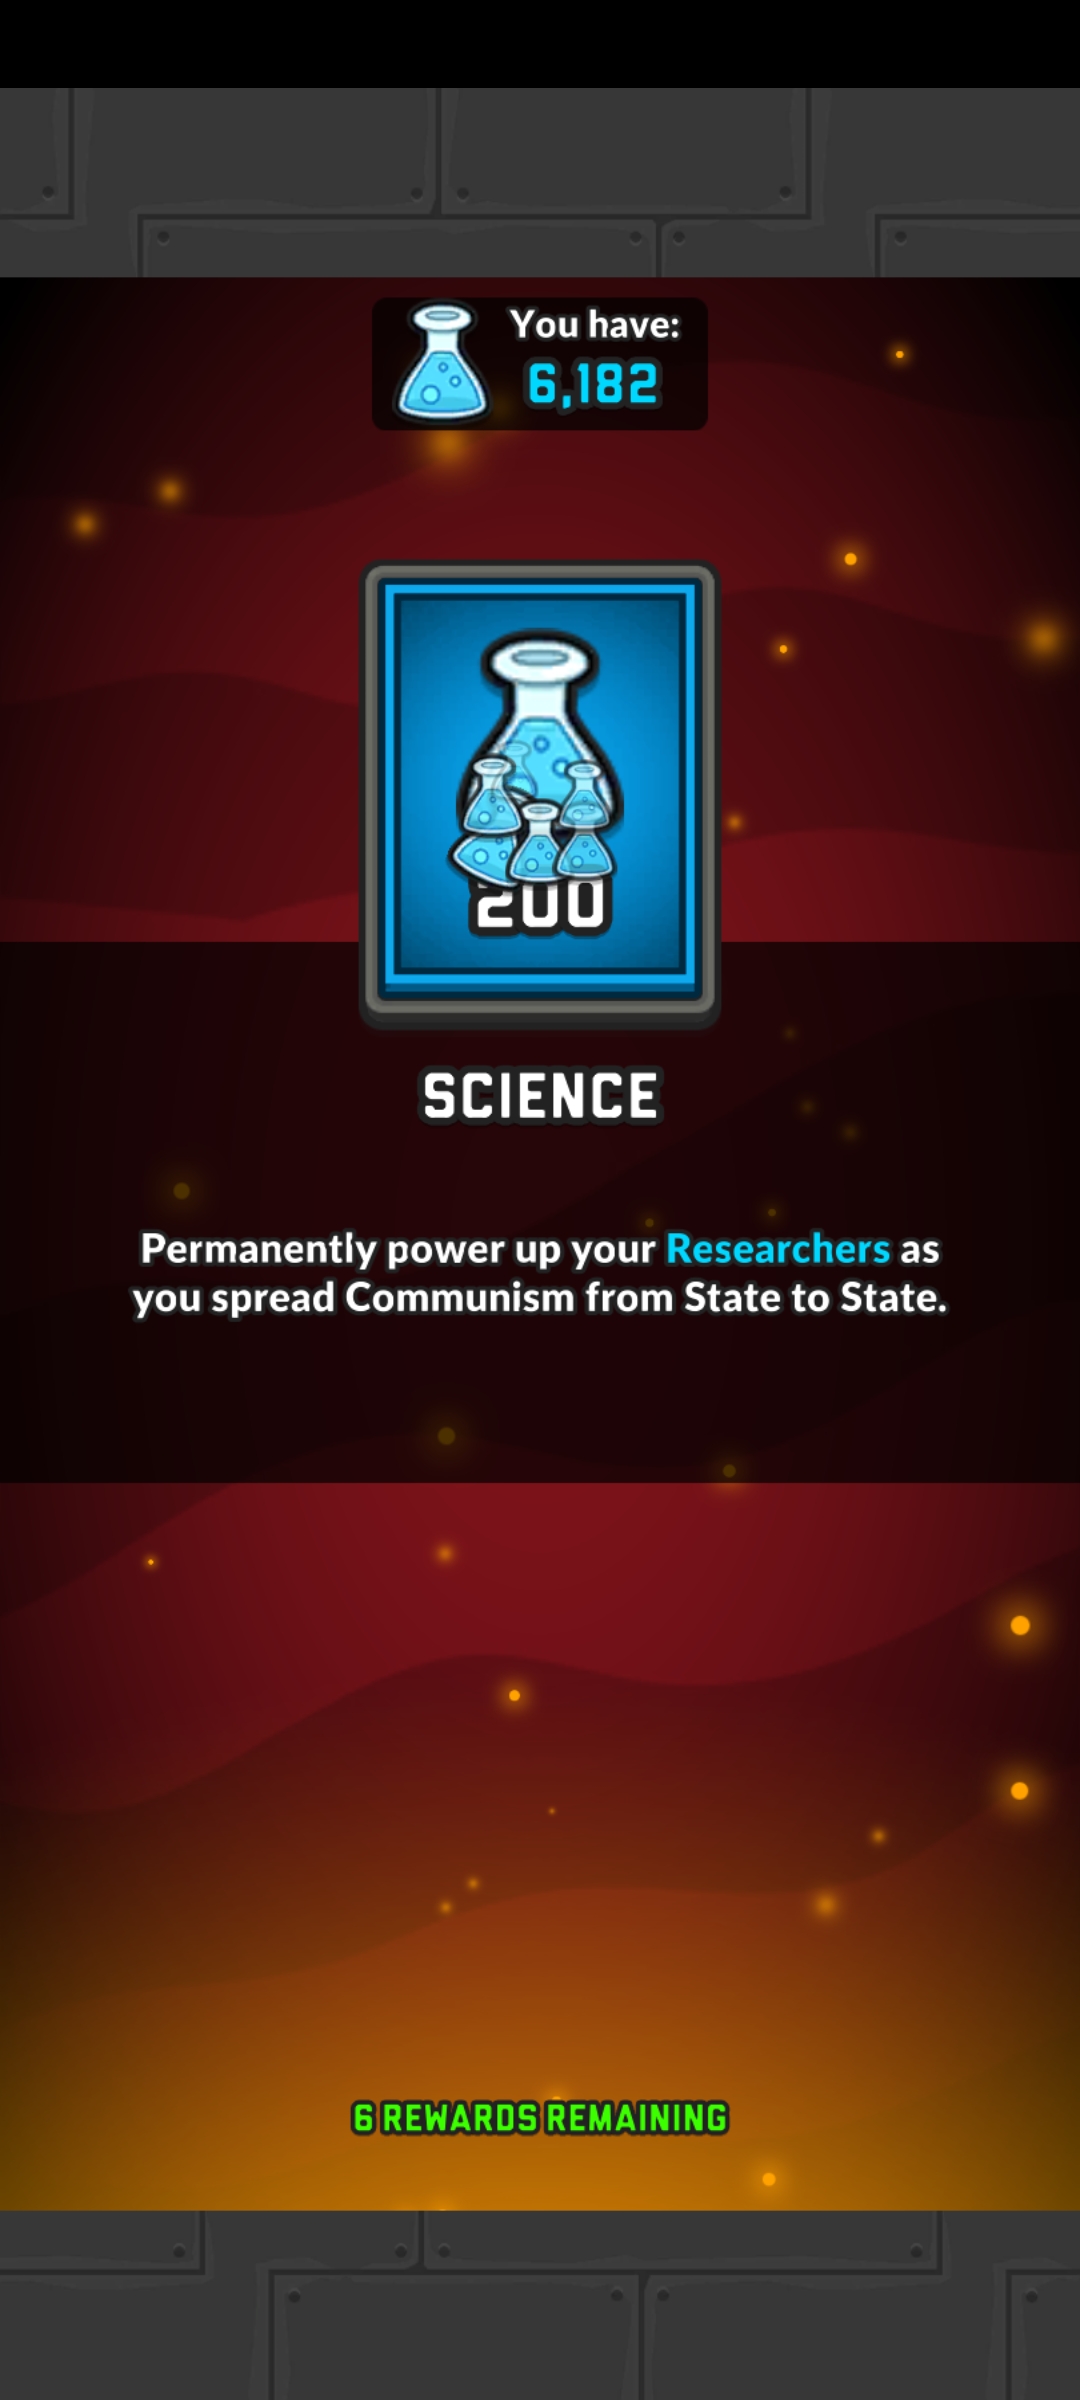 You have:
6,182
200
SCIENCE
Permanently power up your Researchers as
you spread Communism from State to State.
6 REWARDS REMAINING